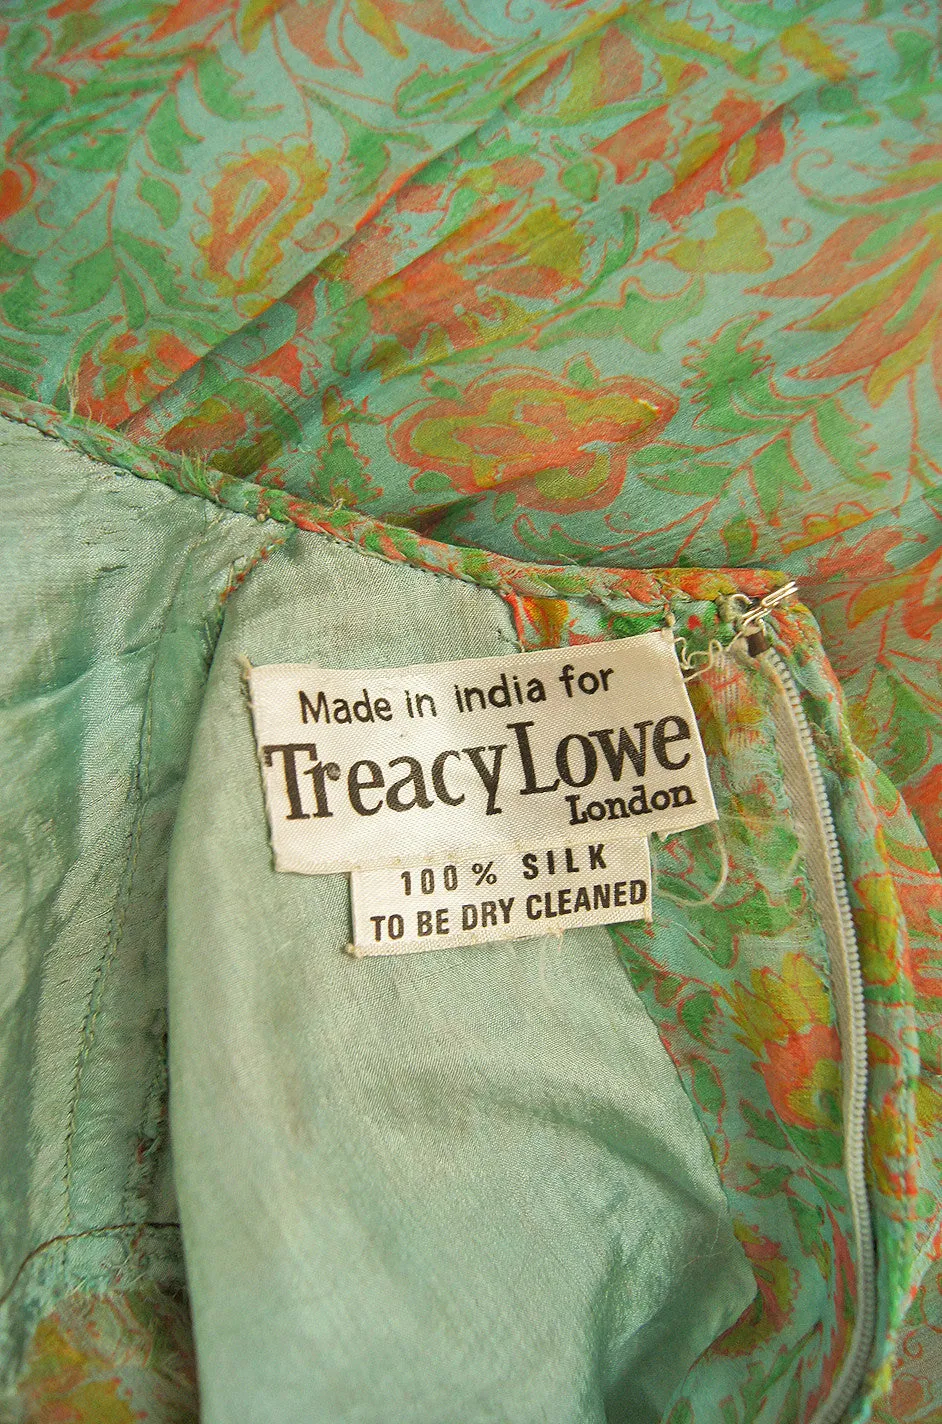 Made in india for
Treacy Lowe
London
100% SILK
TO BE DRY CLEANED